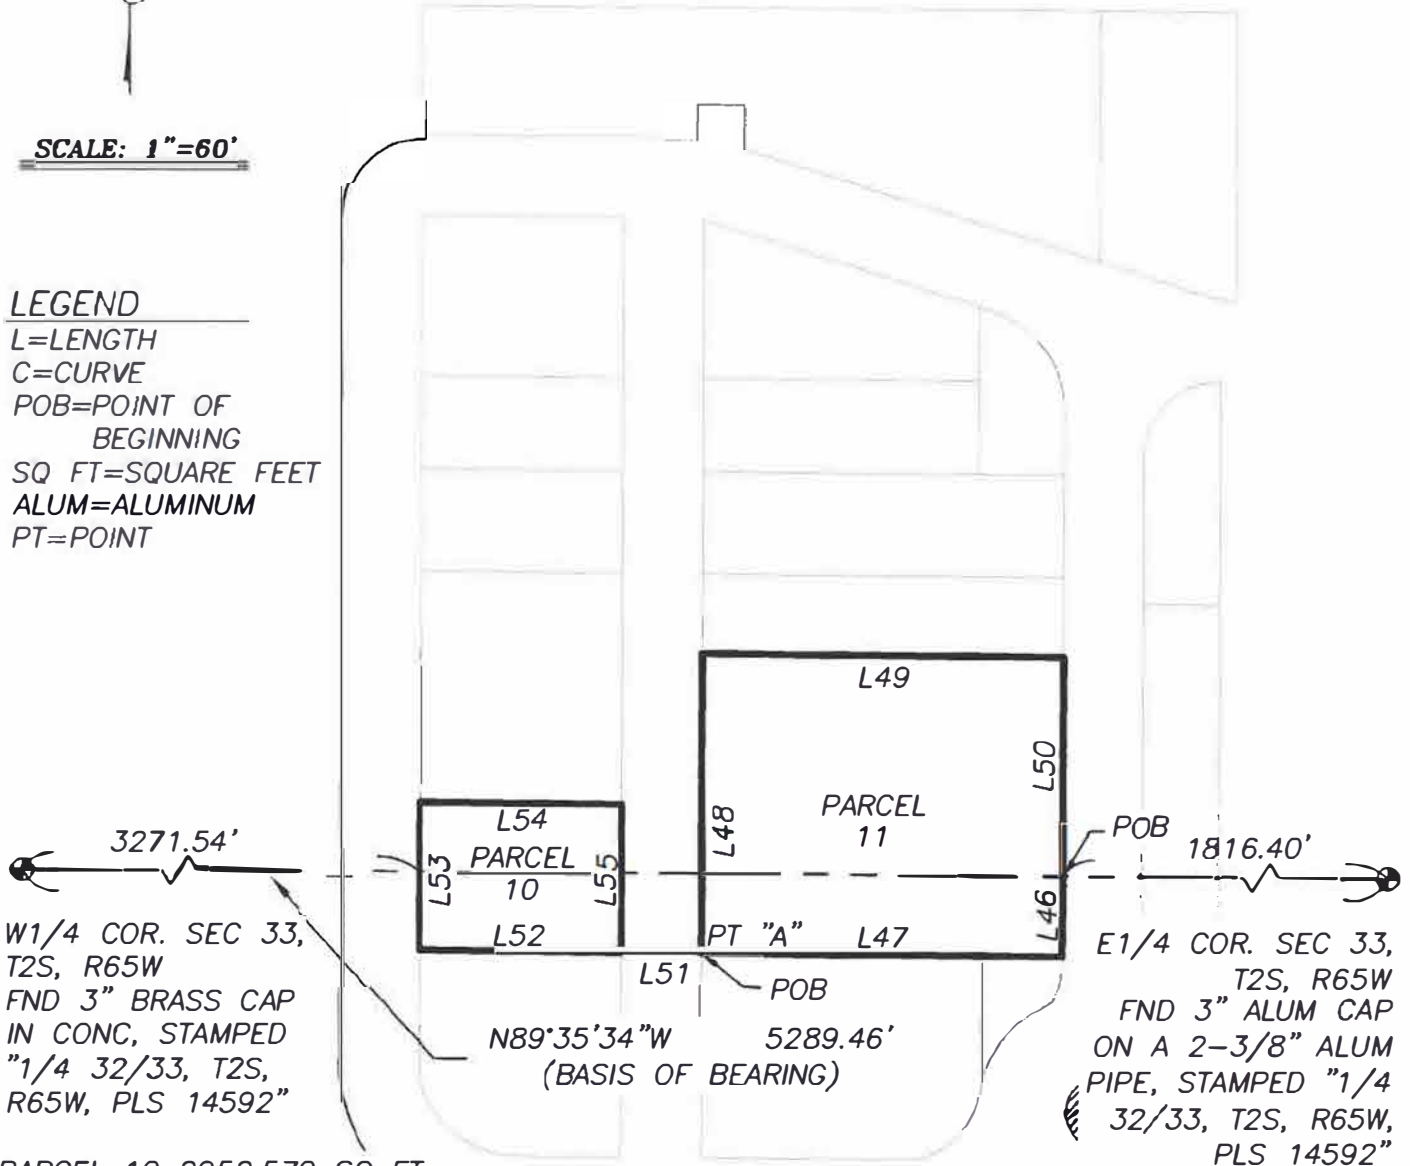 SCALE: 1"=60'
LEGEND
L=LENGTH
C=CURVE
POB=POINT OF
BEGINNING
SQ FT=SQUARE FEET
ALUM=ALUMINUM
PT=POINT
L49
L50
L48
PARCEL
11
L54
L53
PARCEL
10
L55
POB
3271.54'
1816.40'
L46
L52
PT "A"
L47
L51
POB
W1/4 COR. SEC 33,
T2S, R65W
FND 3" BRASS CAP
IN CONC, STAMPED
"1/4 32/33, T2S,
R65W, PLS 14592"
N89°35'34"W 5289.46'
(BASIS OF BEARING)
E1/4 COR. SEC 33,
T2S, R65W
FND 3" ALUM CAP
ON A 2-3/8" ALUM
PIPE, STAMPED "1/4
32/33, T2S, R65W,
PLS 14592"